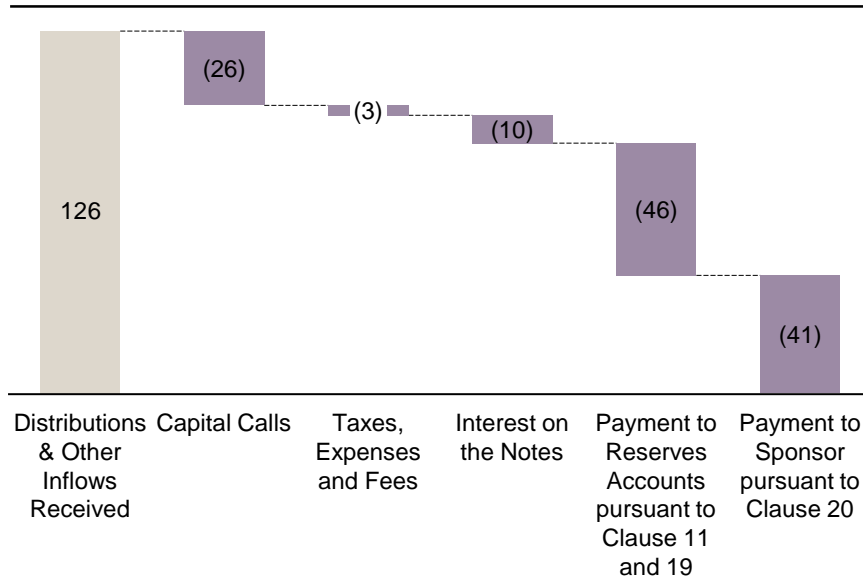 (26)
(3)
(10)
126
(46)
(41)
Distributions
& Other
Inflows
Received
Capital Calls
Taxes,
Expenses
and Fees
Interest on
the Notes
Payment to
Reserves
Accounts
pursuant to
Clause 11
and 19
Payment to
Sponsor
pursuant to
Clause 20